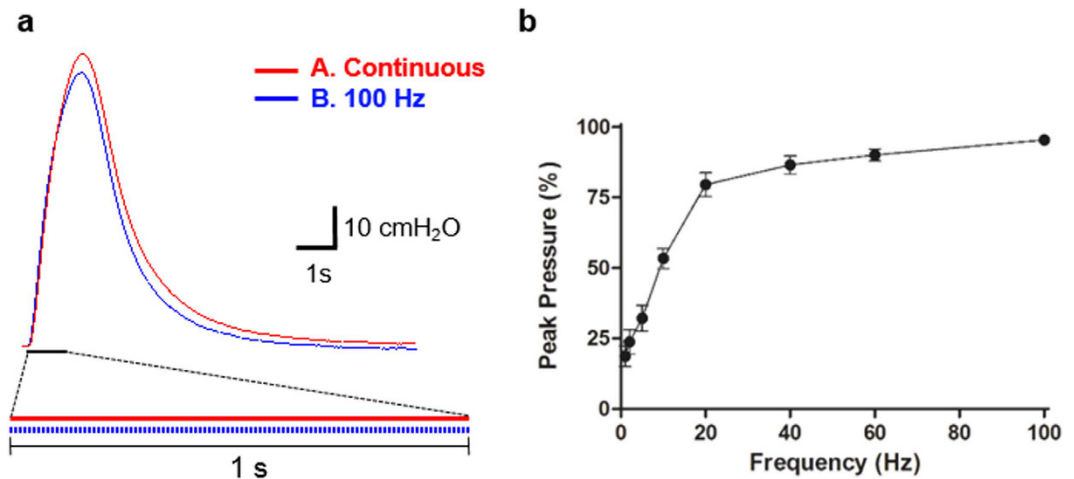 a
A. Continuous
B. 100 Hz
10 cmH₂O
1s
1 s
b
Peak Pressure (%)
100
75
50
25
0
0 20 40 60 80 100
Frequency (Hz)